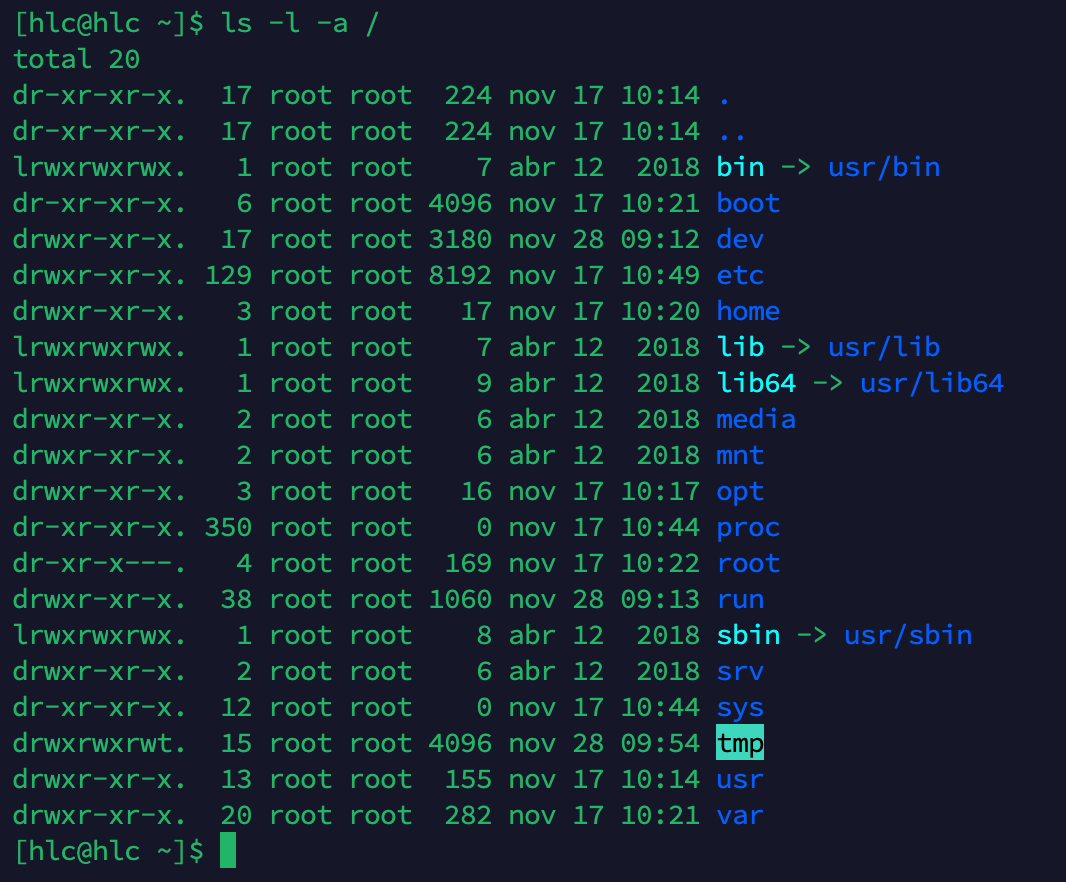 [hlc@hlc ~]$ ls -l -a /
total 20
dr-xr-xr-x.  17 root root  224 nov 17 10:14 .
dr-xr-xr-x.  17 root root  224 nov 17 10:14 ..
lrwxrwxrwx.   1 root root    7 abr 12  2018 bin -> usr/bin
dr-xr-xr-x.   6 root root 4096 nov 17 10:21 boot
drwxr-xr-x.  17 root root 3180 nov 28 09:12 dev
drwxr-xr-x. 129 root root 8192 nov 17 10:49 etc
drwxr-xr-x.   3 root root   17 nov 17 10:20 home
lrwxrwxrwx.   1 root root    7 abr 12  2018 lib -> usr/lib
lrwxrwxrwx.   1 root root    9 abr 12  2018 lib64 -> usr/lib64
drwxr-xr-x.   2 root root    6 abr 12  2018 media
drwxr-xr-x.   2 root root    6 abr 12  2018 mnt
drwxr-xr-x.   3 root root   16 nov 17 10:17 opt
dr-xr-xr-x. 350 root root    0 nov 17 10:44 proc
dr-xr-x---.   4 root root  169 nov 17 10:22 root
drwxr-xr-x.  38 root root 1060 nov 28 09:13 run
lrwxrwxrwx.   1 root root    8 abr 12  2018 sbin -> usr/sbin
drwxr-xr-x.   2 root root    6 abr 12  2018 srv
dr-xr-xr-x.  12 root root    0 nov 17 10:44 sys
drwxrwxrwt.  15 root root 4096 nov 28 09:54 tmp
drwxr-xr-x.  13 root root  155 nov 17 10:14 usr
drwxr-xr-x.  20 root root  282 nov 17 10:21 var
[hlc@hlc ~]$